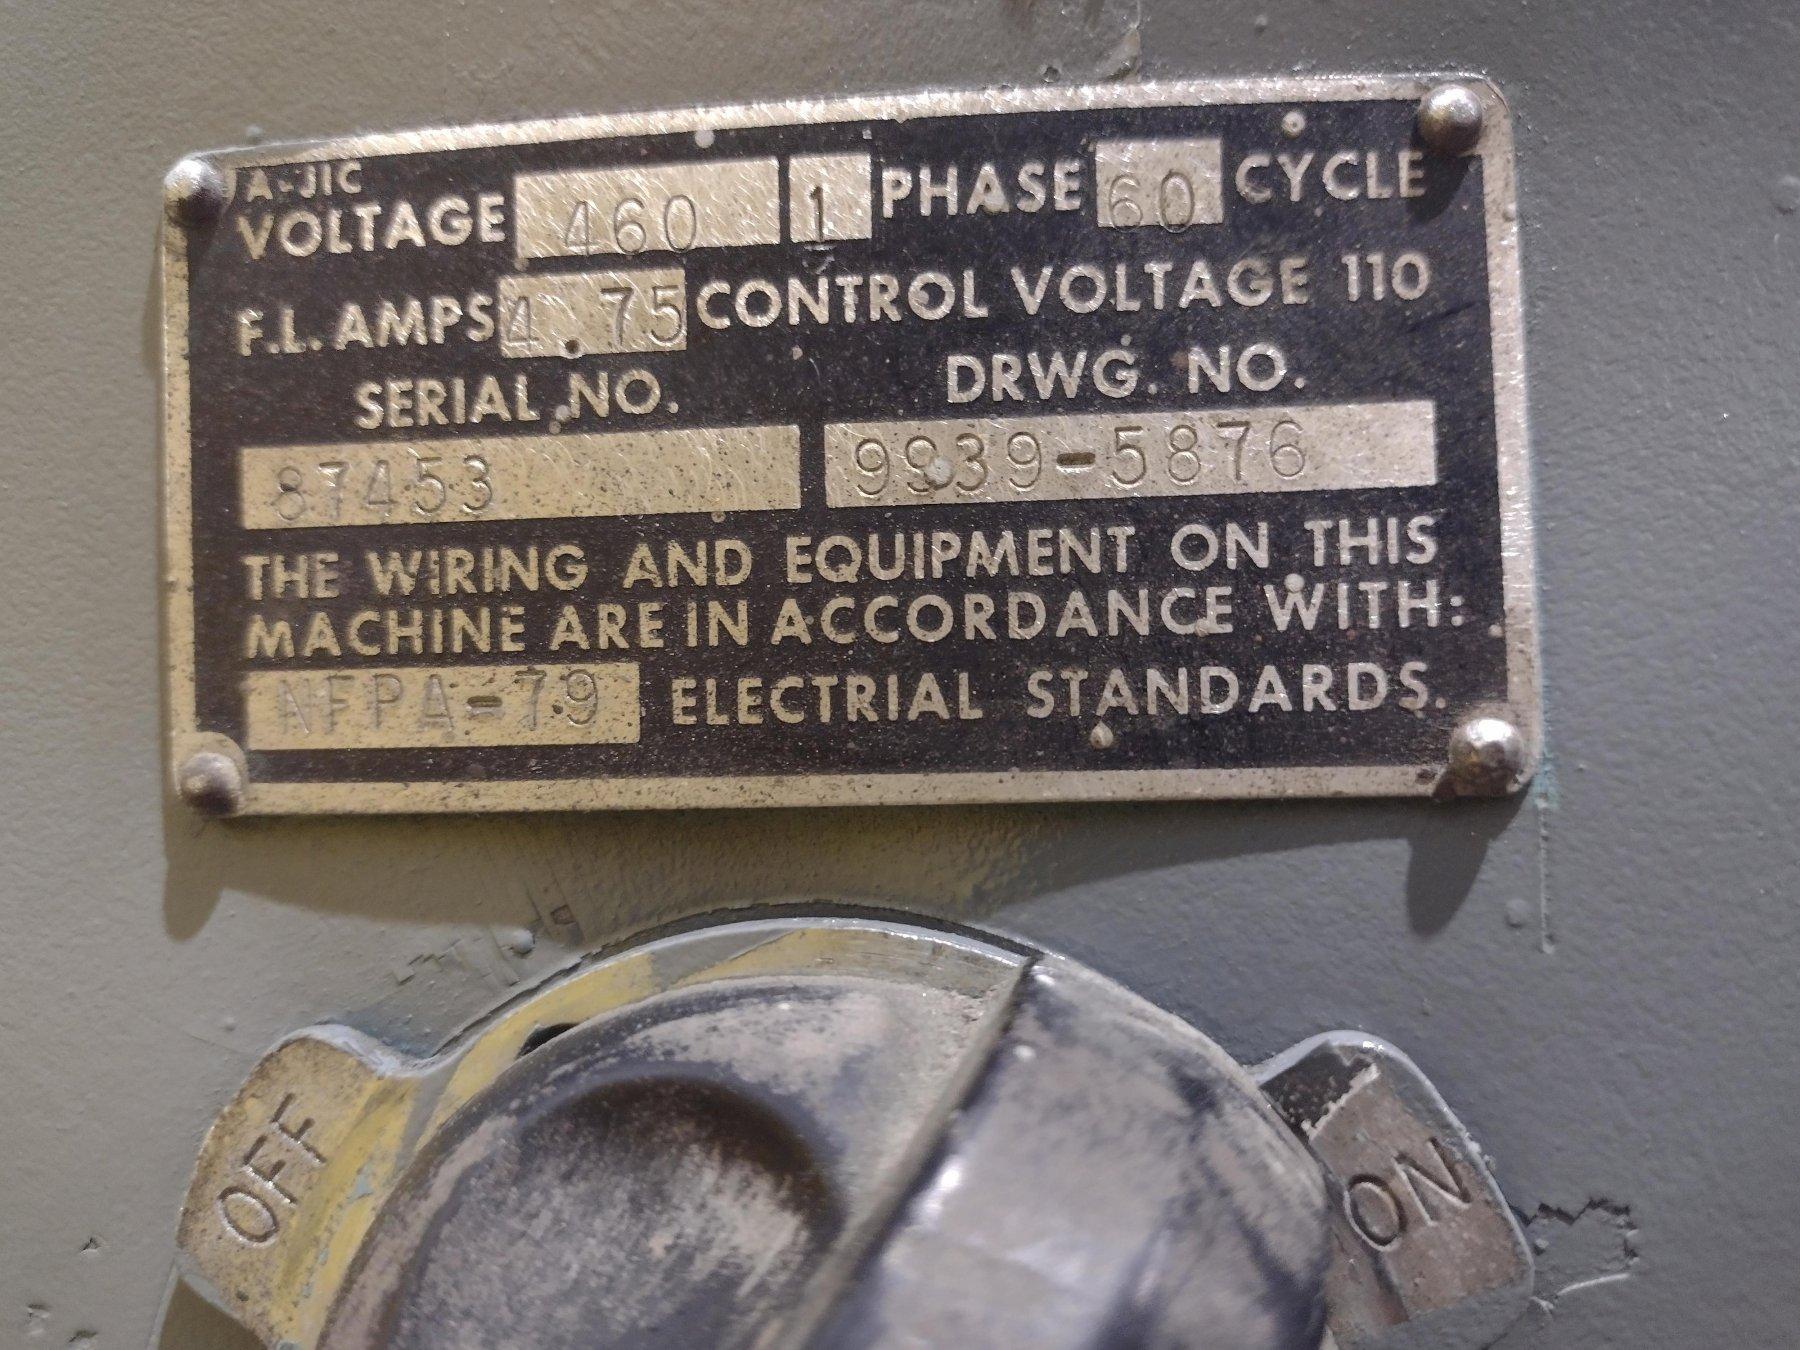 A-JIC
VOLTAGE 460 1 PHASE 60 CYCLE
F.L. AMPS 4.75 CONTROL VOLTAGE 110
SERIAL NO. DRWG. NO.
87453 9939-5876
THE WIRING AND EQUIPMENT ON THIS
MACHINE ARE IN ACCORDANCE WITH:
NFPA-79 ELECTRIAL STANDARDS.
OFF ON